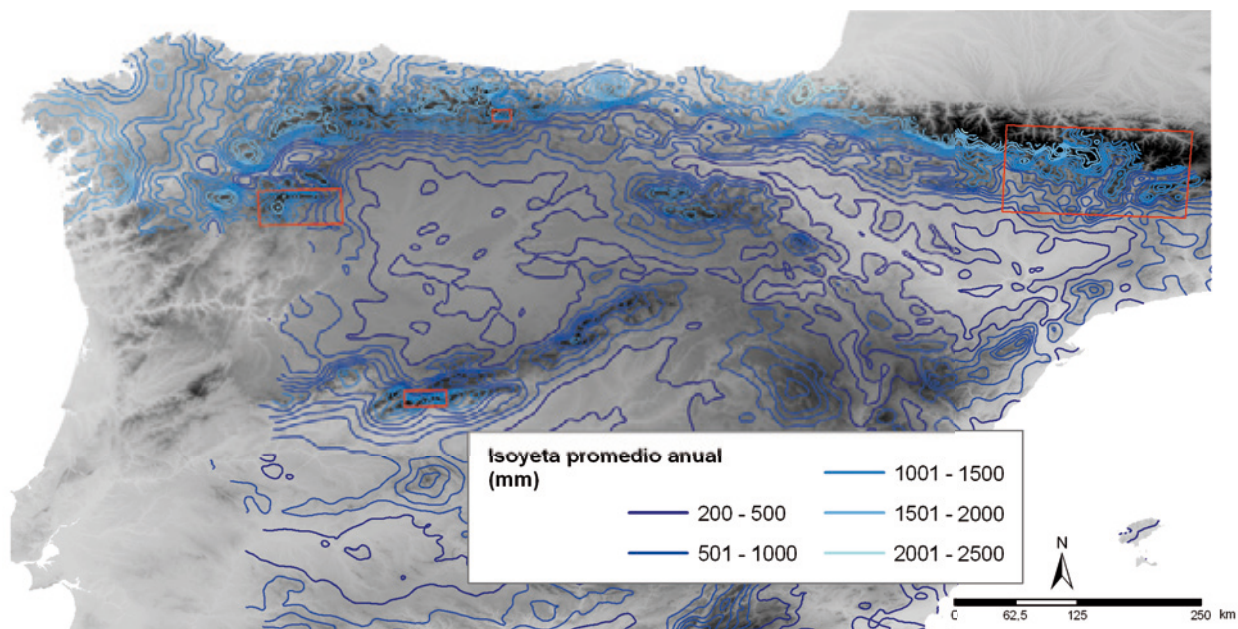 Isoyeta promedio anual
(mm)
200 - 500
501 - 1000
1001 - 1500
1501 - 2000
2001 - 2500
N
0 62.5 125 250 km